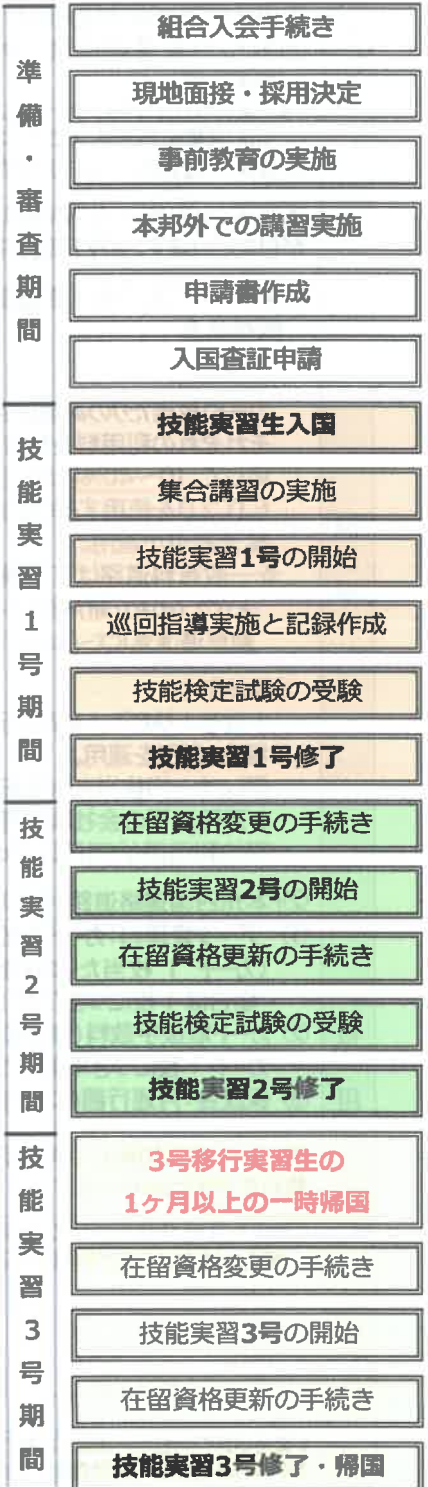 準備・審査期間
組合入会手続き
現地面接・採用決定
事前教育の実施
本邦外での講習実施
申請書作成
入国査証申請
技能実習1号期間
技能実習生入国
集合講習の実施
技能実習1号の開始
巡回指導実施と記録作成
技能検定試験の受験
技能実習1号修了
技能実習2号期間
在留資格変更の手続き
技能実習2号の開始
在留資格更新の手続き
技能検定試験の受験
技能実習2号修了
技能実習3号期間
3号移行実習生の
1ヶ月以上の一時帰国
在留資格変更の手続き
技能実習3号の開始
在留資格更新の手続き
技能実習3号修了・帰国